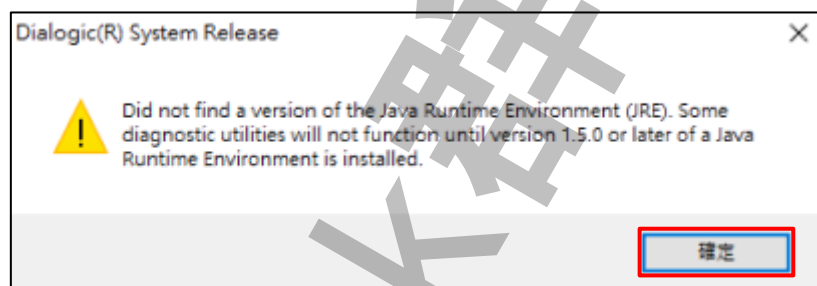 Dialogic(R) System Release
Did not find a version of the Java Runtime Environment (JRE). Some
diagnostic utilities will not function until version 1.5.0 or later of a Java
Runtime Environment is installed.
確定